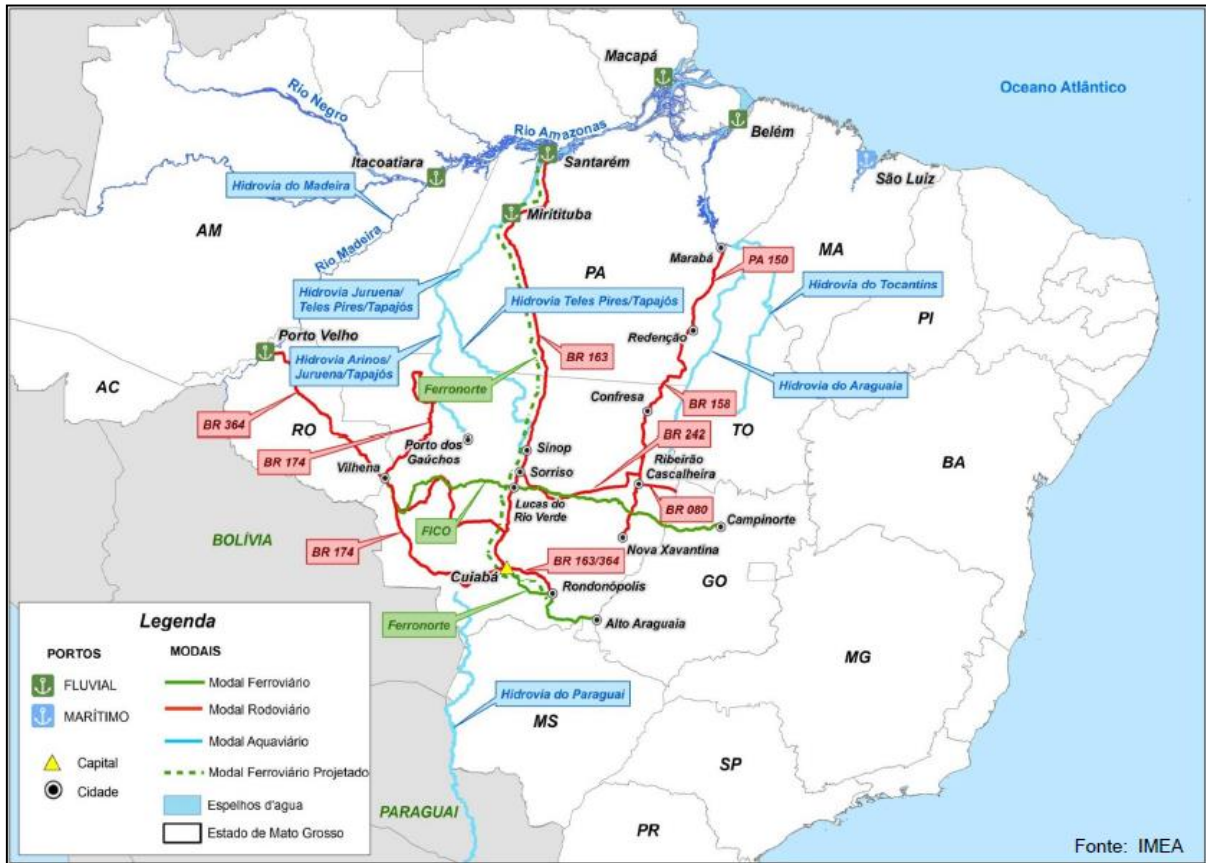 Macapá
Oceano Atlântico
Rio Negro
Rio Amazonas
Belém
Itacoatiara
Santarém
São Luiz
Hidrovia do Madeira
Miritituba
AM
Rio Madeira
PA
Marabá
MA
PA 150
Hidrovia Juruena/
Teles Pires/Tapajós
Hidrovia Teles Pires/Tapajós
Hidrovia do Tocantins
PI
Porto Velho
Redenção
Hidrovia Arinos/
Juruena/Tapajós
BR 163
AC
Ferronorte
Hidrovia do Araguaia
Confresa
BR 158
BR 364
RO
BR 242
TO
BR 174
Porto dos
Gaúchos
Sinop
Ribeirão
Cascalheira
BA
Vilhena
Sorriso
Lucas do
Rio Verde
BR 080
Campinorte
FICO
BOLÍVIA
BR 174
Nova Xavantina
BR 163/364
Cuiabá
Rondonópolis
GO
Ferronorte
Alto Araguaia
MG
Hidrovia do Paraguai
MS
SP
PARAGUAI
PR
Legenda
PORTOS
FLUVIAL
MARÍTIMO
Capital
Cidade
MODAIS
Modal Ferroviário
Modal Rodoviário
Modal Aquaviário
Modal Ferroviário Projetado
Espelhos d'agua
Estado de Mato Grosso
Fonte: IMEA